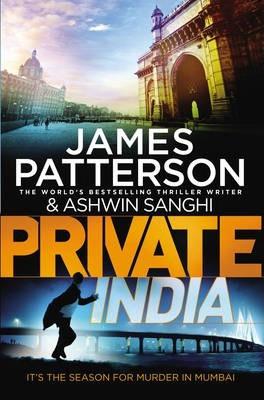 JAMES
PATTERSON
THE WORLD'S BESTSELLING THRILLER WRITER
& ASHWIN SANGHI
PRIVATE
INDIA
IT'S THE SEASON FOR MURDER IN MUMBAI